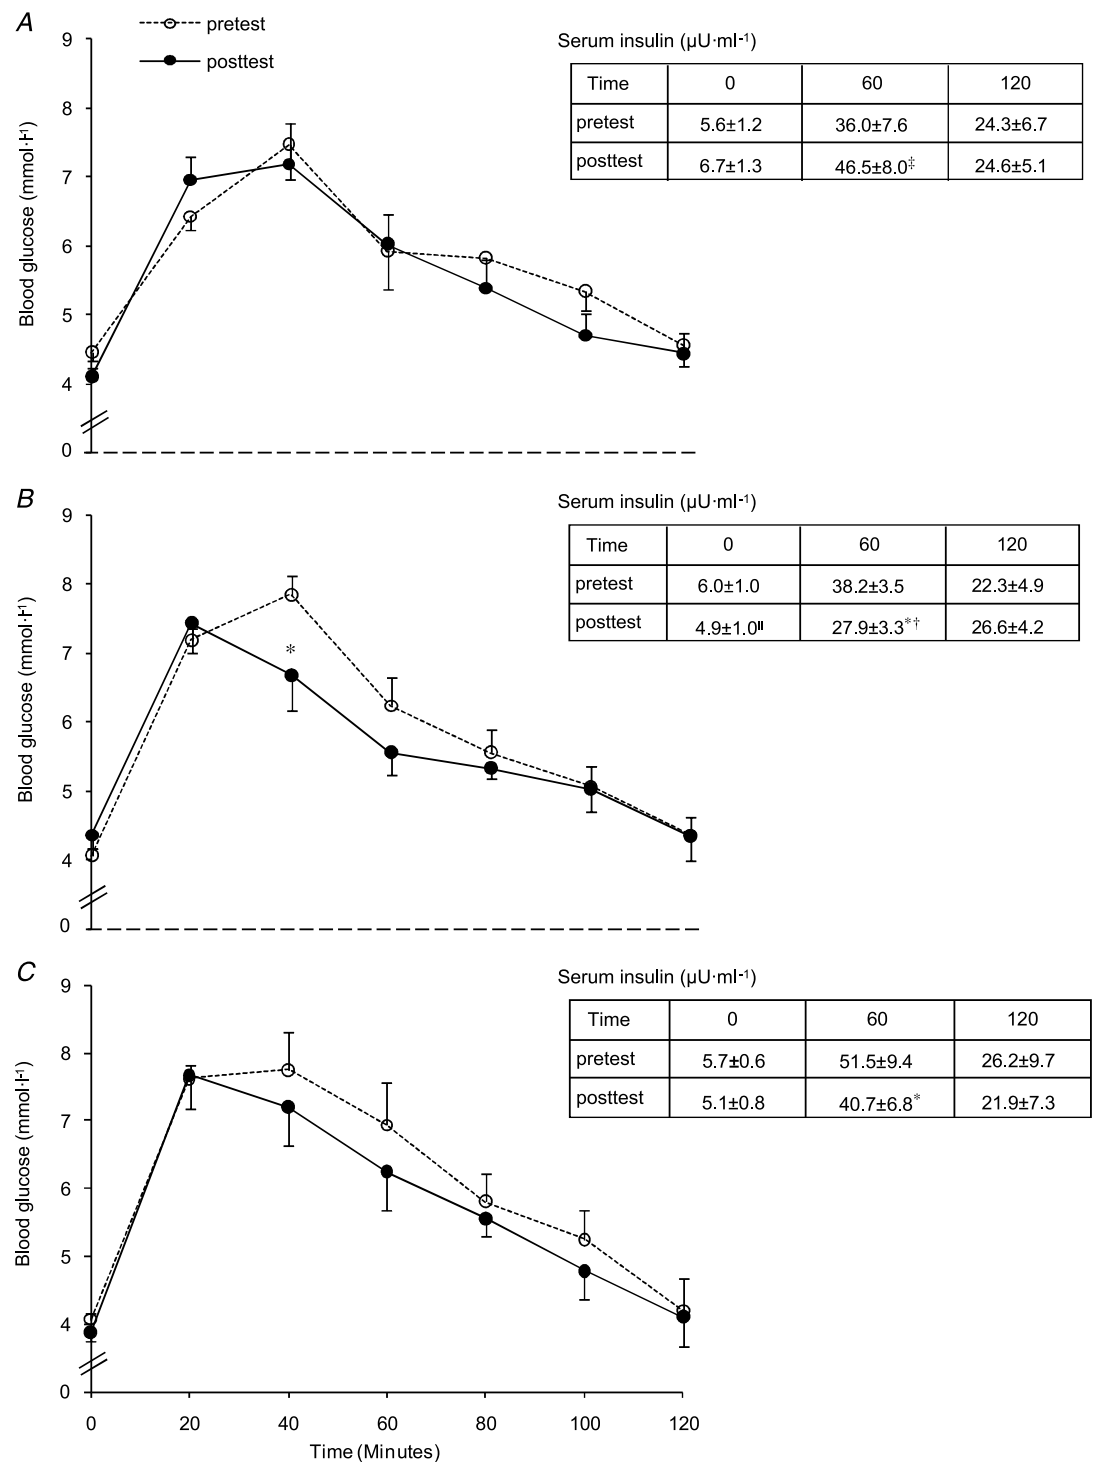 A
pretest
posttest
Blood glucose (mmol·l-1)
9
8
7
6
5
4
0
Serum insulin (µU·ml-1)
Time 0 60 120
pretest 5.6±1.2 36.0±7.6 24.3±6.7
posttest 6.7±1.3 46.5±8.0‡ 24.6±5.1
B
Blood glucose (mmol·l-1)
9
8
7
6
5
4
0
*
Serum insulin (µU·ml-1)
Time 0 60 120
pretest 6.0±1.0 38.2±3.5 22.3±4.9
posttest 4.9±1.0" 27.9±3.3*† 26.6±4.2
C
Blood glucose (mmol·l-1)
9
8
7
6
5
4
0
Serum insulin (µU·ml-1)
Time 0 60 120
pretest 5.7±0.6 51.5±9.4 26.2±9.7
posttest 5.1±0.8 40.7±6.8* 21.9±7.3
0 20 40 60 80 100 120
Time (Minutes)